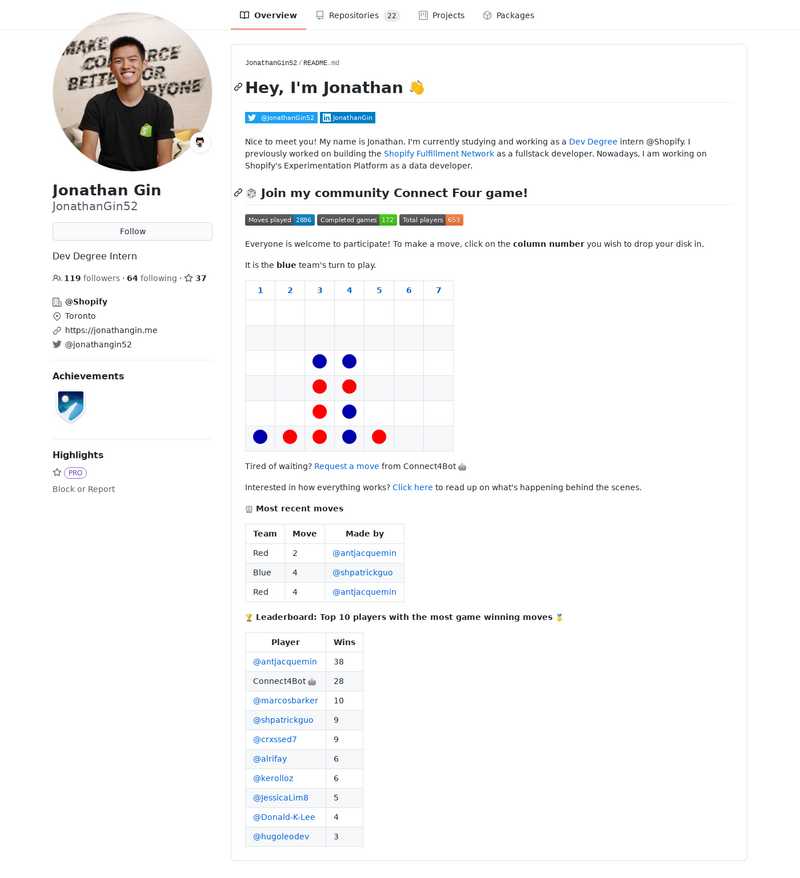 Overview
Repositories 22
Projects
Packages
MAKE
COMMERCE
BETTER FOR
EVERYONE
Jonathan Gin
JonathanGin52
Follow
Dev Degree Intern
119 followers · 64 following · 37
@Shopify
Toronto
https://jonathangin.me
@jonathangin52
Achievements
Highlights
PRO
Block or Report
JonathanGin52 / README.md
Hey, I'm Jonathan 👋
@JonathanGin52 JonathanGin
Nice to meet you! My name is Jonathan. I'm currently studying and working as a Dev Degree intern @Shopify. I
previously worked on building the Shopify Fulfillment Network as a fullstack developer. Nowadays, I am working on
Shopify's Experimentation Platform as a data developer.
🎲 Join my community Connect Four game!
Moves played 2886 Completed games 172 Total players 653
Everyone is welcome to participate! To make a move, click on the column number you wish to drop your disk in.
It is the blue team's turn to play.
1 2 3 4 5 6 7
Tired of waiting? Request a move from Connect4Bot 🤖
Interested in how everything works? Click here to read up on what's happening behind the scenes.
Most recent moves
Team Move Made by
Red 2 @antjacquemin
Blue 4 @shpatrickguo
Red 4 @antjacquemin
🏆 Leaderboard: Top 10 players with the most game winning moves 🏅
Player Wins
@antjacquemin 38
Connect4Bot 🤖 28
@marcosbarker 10
@shpatrickguo 9
@crxssed7 9
@alrifay 6
@kerolloz 6
@JessicaLim8 5
@Donald-K-Lee 4
@hugoleodev 3